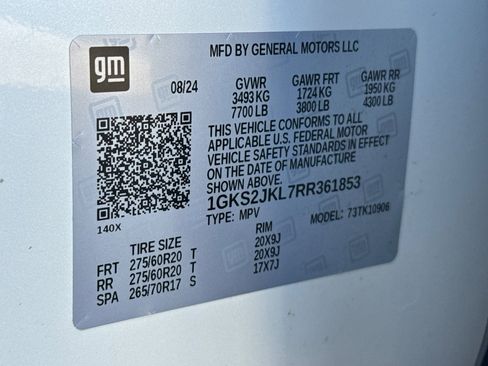 gm
MFD BY GENERAL MOTORS LLC
08/24 GVWR GAWR FRT GAWR RR
3493 KG 1724 KG 1950 KG
7700 LB 3800 LB 4300 LB
THIS VEHICLE CONFORMS TO ALL
APPLICABLE U.S. FEDERAL MOTOR
VEHICLE SAFETY STANDARDS IN EFFECT
ON THE DATE OF MANUFACTURE
SHOWN ABOVE.
1GKS2JKL7RR361853
140X TYPE: MPV MODEL: 73TK10906
TIRE SIZE RIM
FRT 275/60R20 T 20X9J
RR 275/60R20 T 20X9J
SPA 265/70R17 S 17X7J